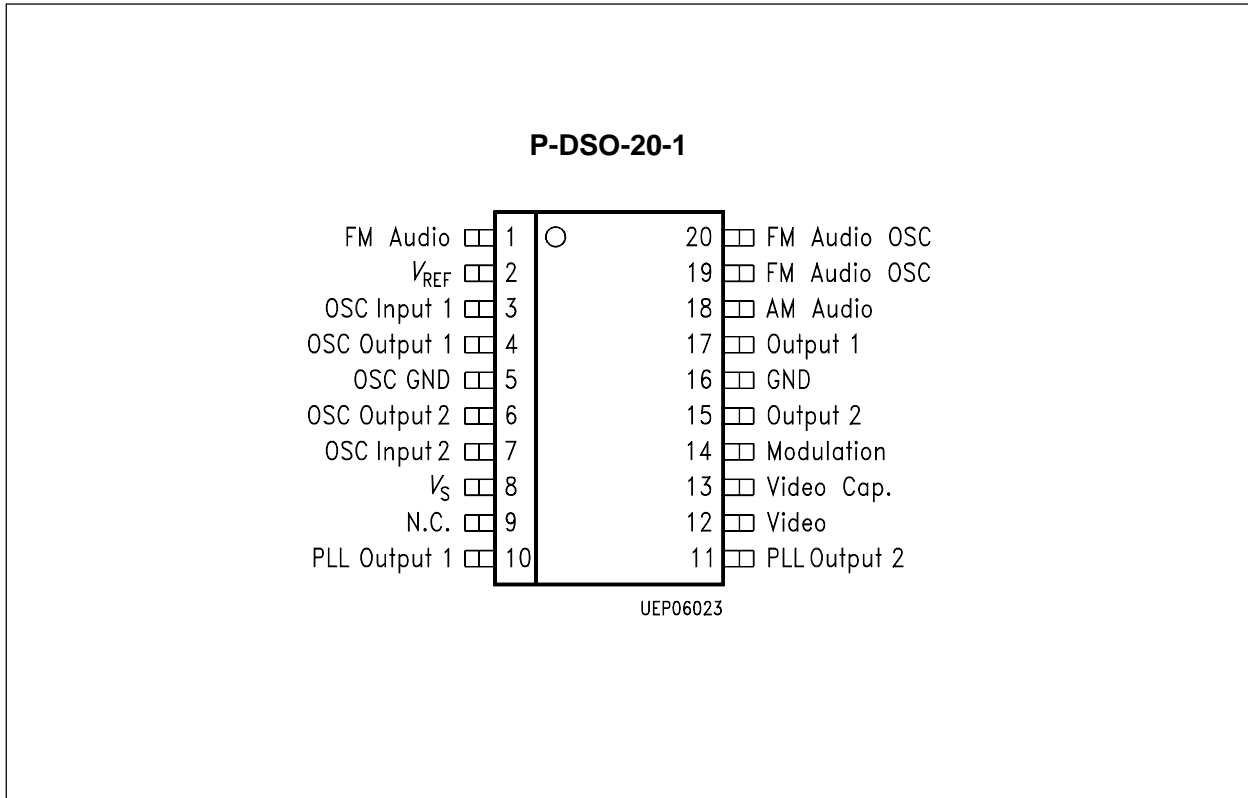 P-DSO-20-1
FM Audio 1 20 FM Audio OSC
VREF 2 19 FM Audio OSC
OSC Input 1 3 18 AM Audio
OSC Output 1 4 17 Output 1
OSC GND 5 16 GND
OSC Output 2 6 15 Output 2
OSC Input 2 7 14 Modulation
VS 8 13 Video Cap.
N.C. 9 12 Video
PLL Output 1 10 11 PLL Output 2
UEP06023